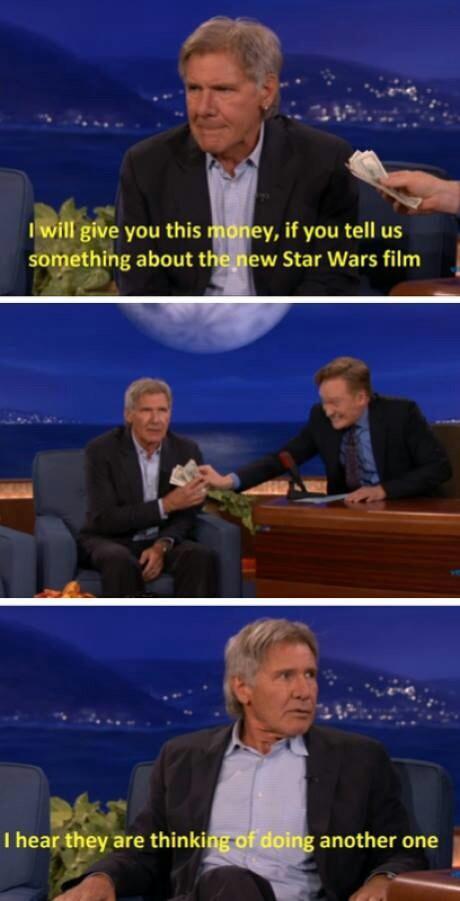 I will give you this money, if you tell us
something about the new Star Wars film
I hear they are thinking of doing another one